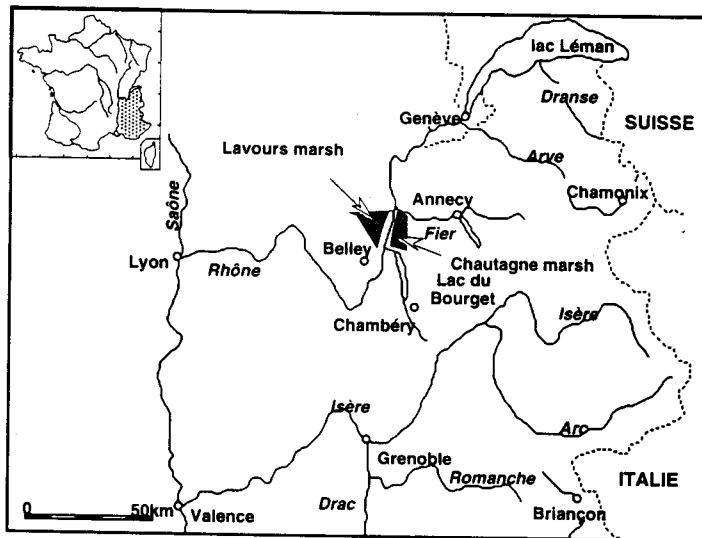 lac Léman
Dranse
Genève
SUISSE
Lavours marsh
Arve
Saône
Annecy
Chamonix
Fier
Belley
Lyon
Rhône
Chautagne marsh
Lac du
Bourget
Isère
Chambéry
Isère
Arc
Grenoble
Romanche
ITALIE
0
50km
Valence
Drac
Briançon